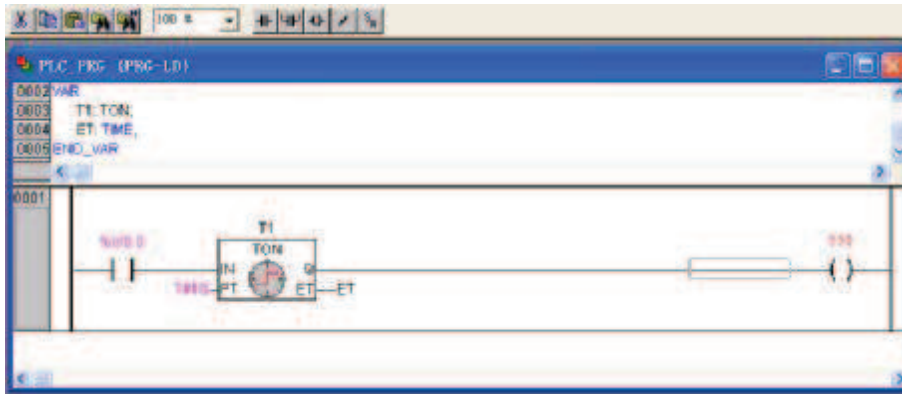 100 %
PLC_PRG (PRG-LD)
0002 VAR
0003 T1: TON;
0004 ET: TIME;
0005 END_VAR
0001
T1
TON
IN Q
PT ET ET